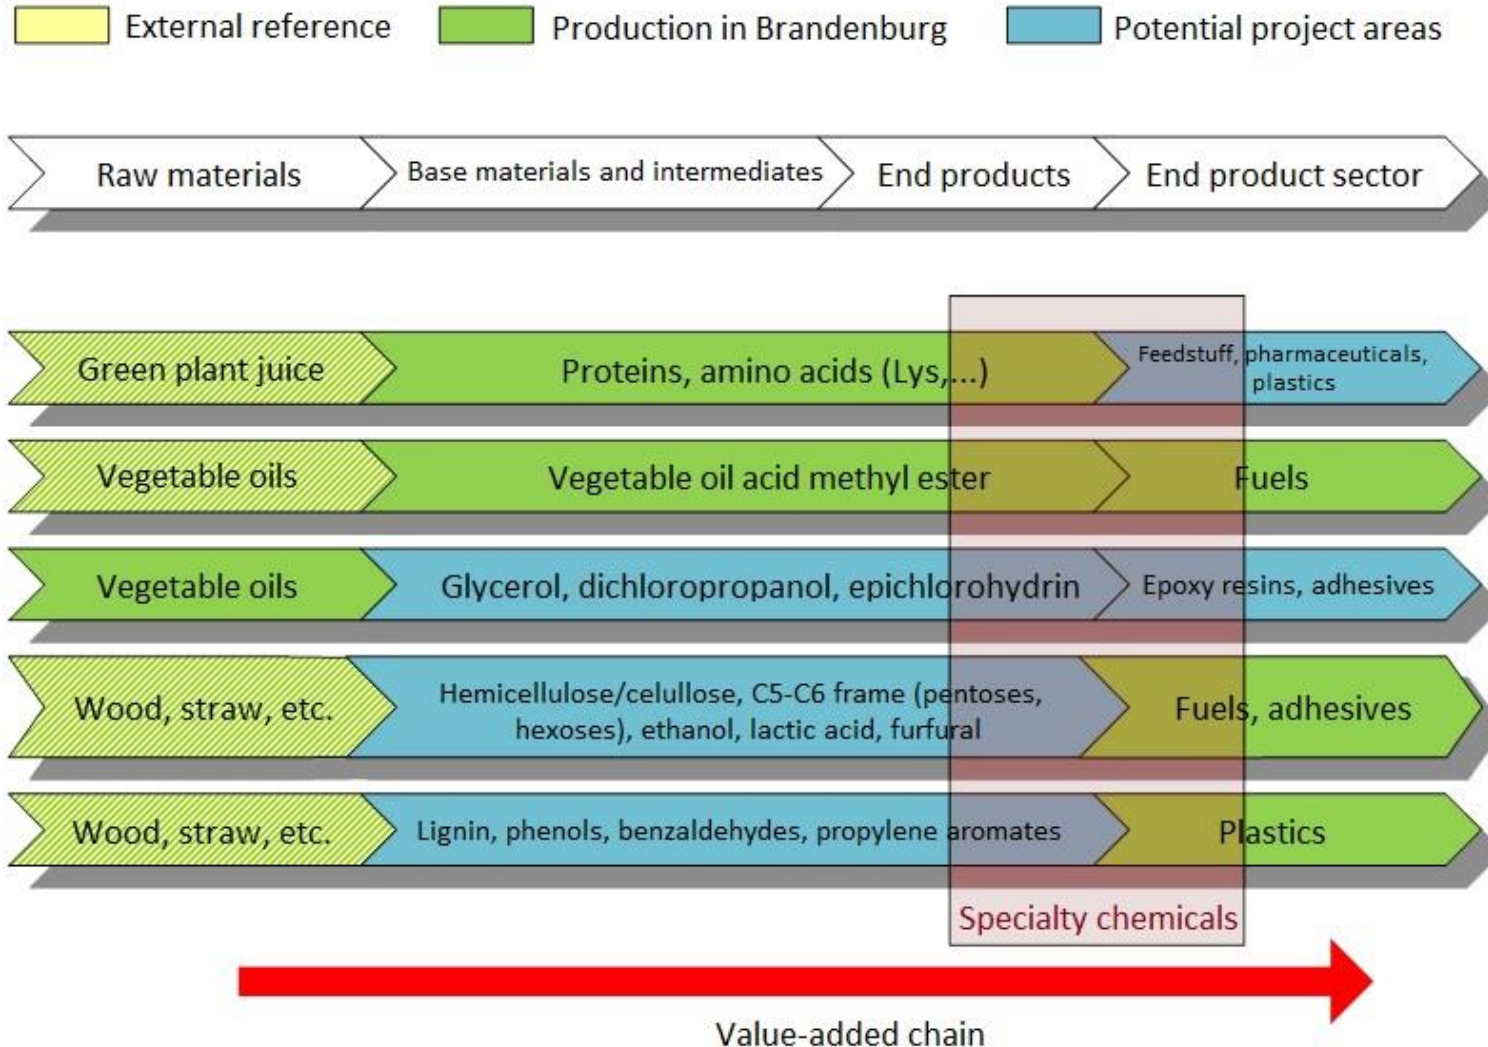 External reference
Production in Brandenburg
Potential project areas
Raw materials
Base materials and intermediates
End products
End product sector
Green plant juice
Proteins, amino acids (Lys,...)
Feedstuff, pharmaceuticals,
plastics
Vegetable oils
Vegetable oil acid methyl ester
Fuels
Vegetable oils
Glycerol, dichloropropanol, epichlorohydrin
Epoxy resins, adhesives
Wood, straw, etc.
Hemicellulose/celullose, C5-C6 frame (pentoses,
hexoses), ethanol, lactic acid, furfural
Fuels, adhesives
Wood, straw, etc.
Lignin, phenols, benzaldehydes, propylene aromates
Plastics
Specialty chemicals
Value-added chain